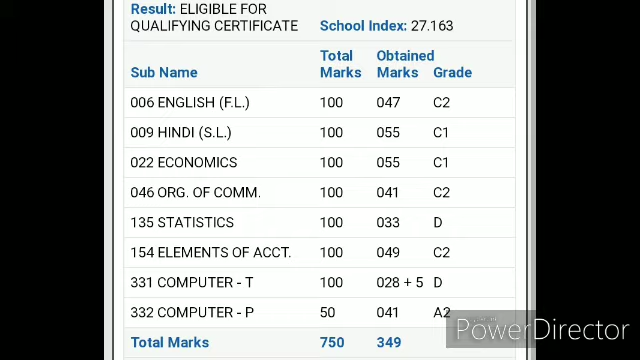 Result: ELIGIBLE FOR
QUALIFYING CERTIFICATE School Index: 27.163
Total Obtained
Sub Name Marks Marks Grade
006 ENGLISH (F.L.) 100 047 C2
009 HINDI (S.L.) 100 055 C1
022 ECONOMICS 100 055 C1
046 ORG. OF COMM. 100 041 C2
135 STATISTICS 100 033 D
154 ELEMENTS OF ACCT. 100 049 C2
331 COMPUTER - T 100 028 + 5 D
332 COMPUTER - P 50 041 A2
Total Marks 750 349
PowerDirector